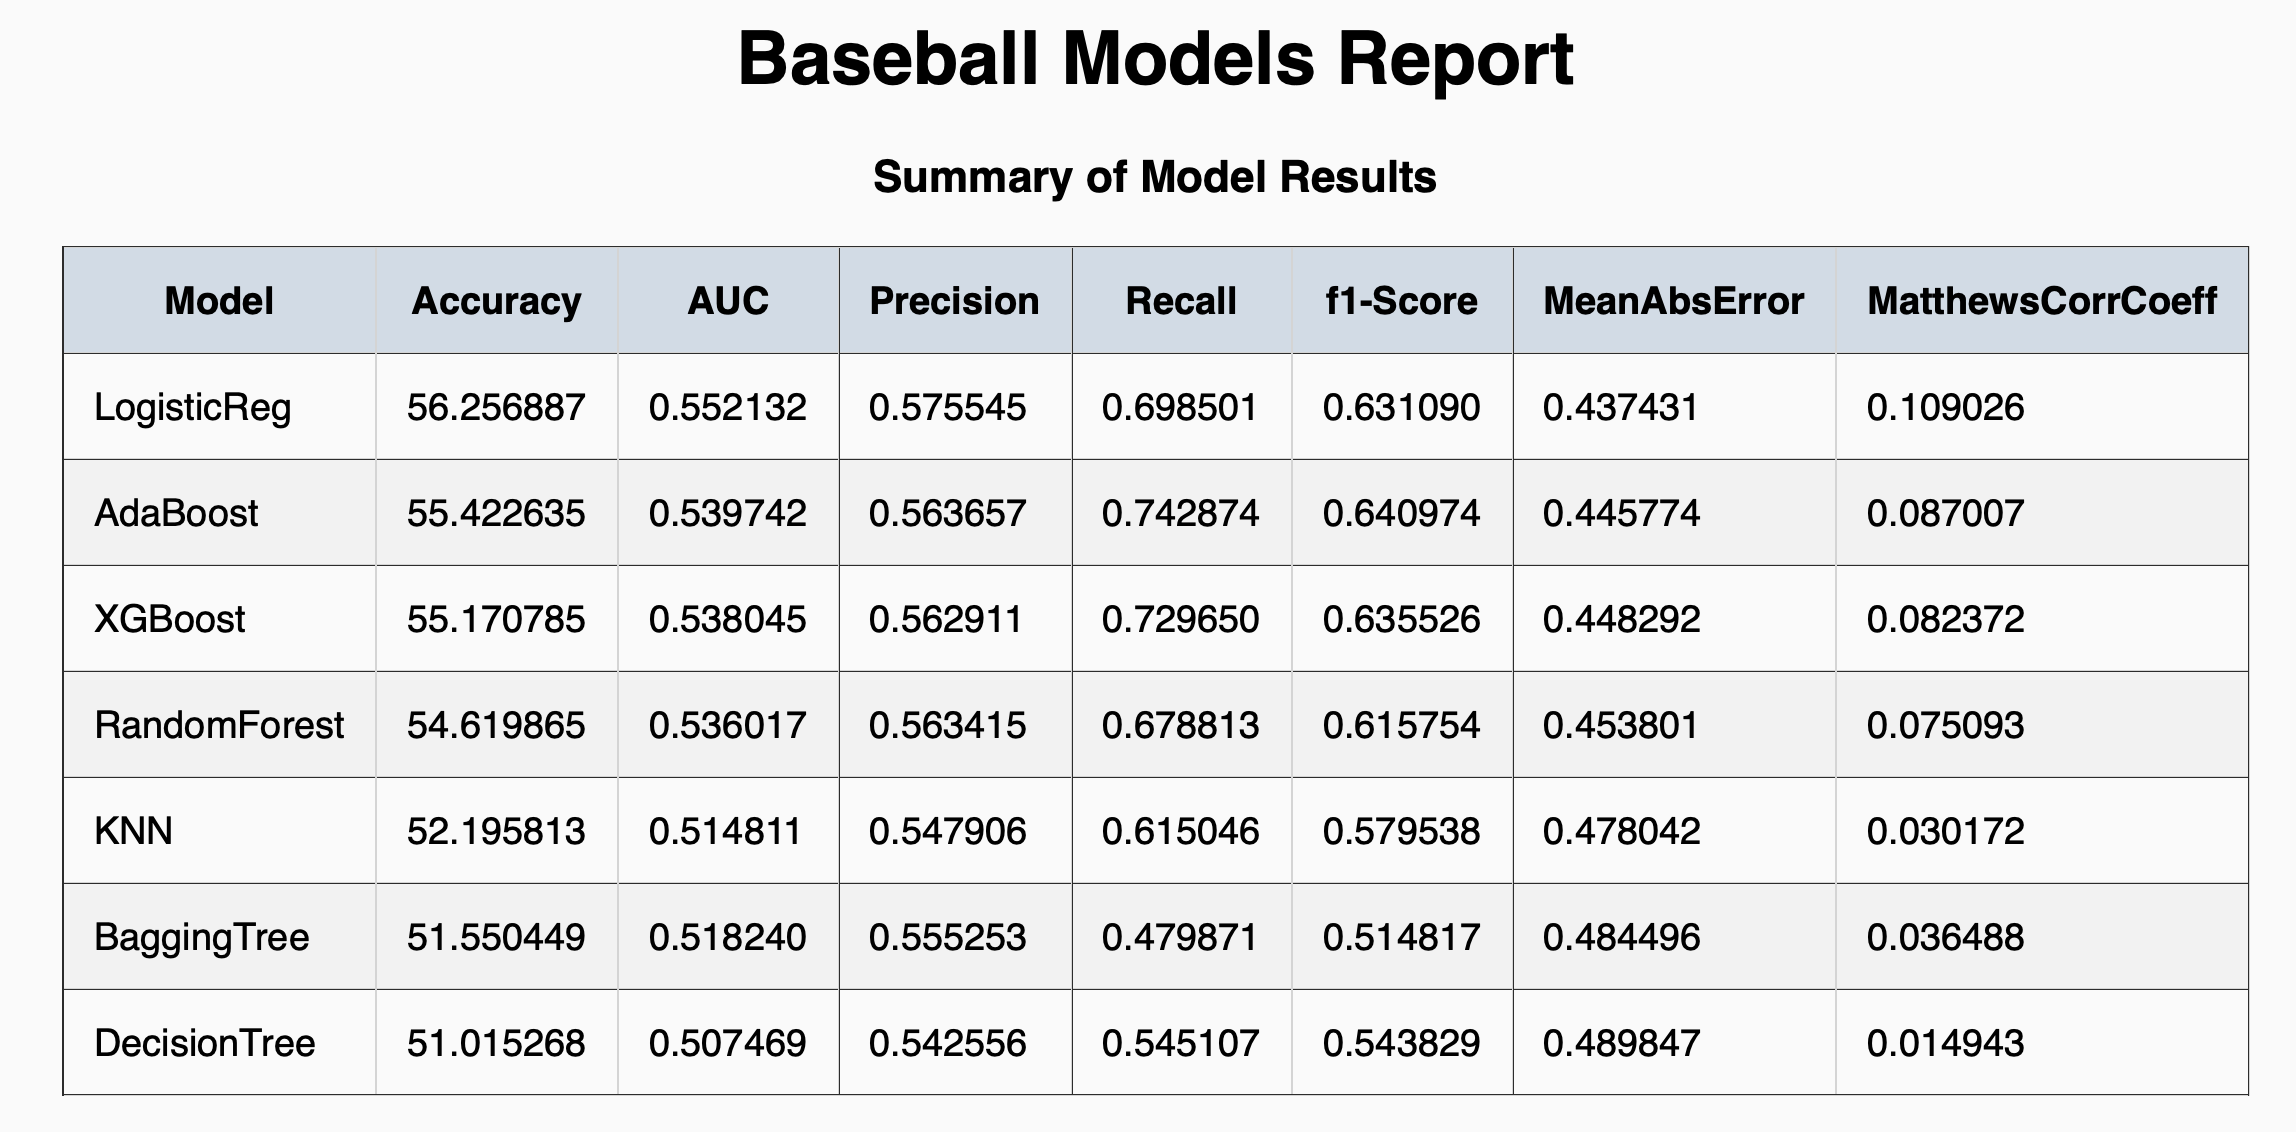 Baseball Models Report
Summary of Model Results
Model Accuracy AUC Precision Recall f1-Score MeanAbsError MatthewsCorrCoeff
LogisticReg 56.256887 0.552132 0.575545 0.698501 0.631090 0.437431 0.109026
AdaBoost 55.422635 0.539742 0.563657 0.742874 0.640974 0.445774 0.087007
XGBoost 55.170785 0.538045 0.562911 0.729650 0.635526 0.448292 0.082372
RandomForest 54.619865 0.536017 0.563415 0.678813 0.615754 0.453801 0.075093
KNN 52.195813 0.514811 0.547906 0.615046 0.579538 0.478042 0.030172
BaggingTree 51.550449 0.518240 0.555253 0.479871 0.514817 0.484496 0.036488
DecisionTree 51.015268 0.507469 0.542556 0.545107 0.543829 0.489847 0.014943